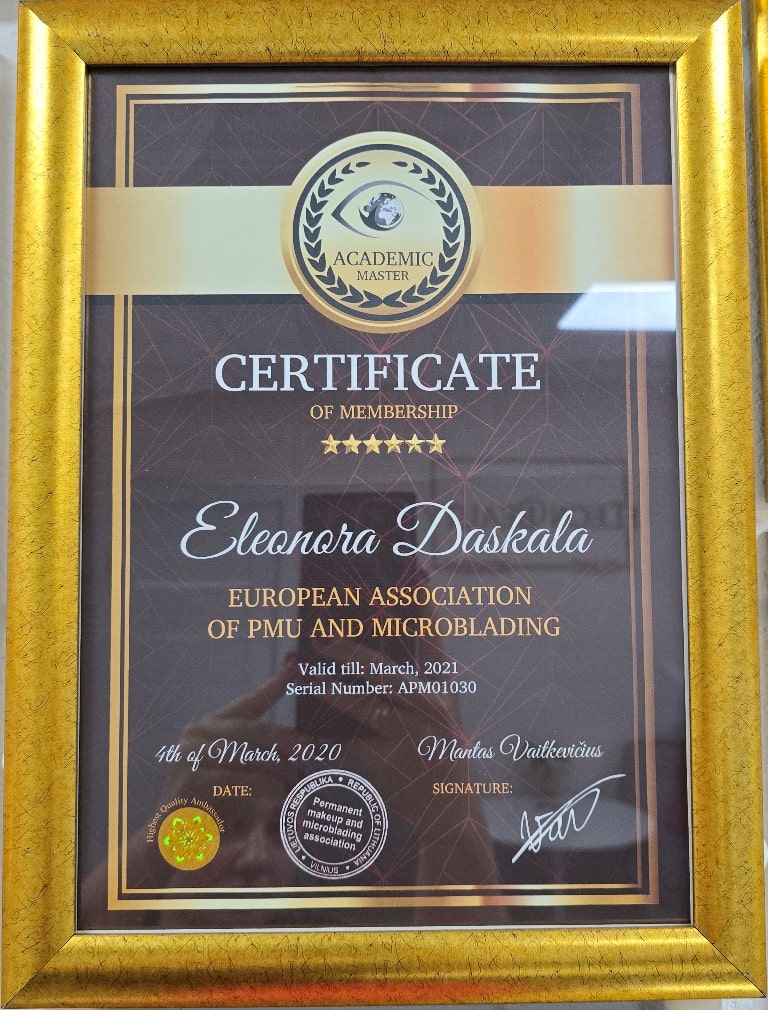 ACADEMIC
MASTER
CERTIFICATE
OF MEMBERSHIP
Eleonora Daskala
EUROPEAN ASSOCIATION
OF PMU AND MICROBLADING
Valid till: March, 2021
Serial Number: APM01030
4th of March, 2020
Mantas Vaitkevičius
DATE:
SIGNATURE:
Highest Quality Ambassador
LIETUVOS RESPUBLIKA • REPUBLIC OF LITHUANIA
Permanent
makeup and
microblading
association
• VILNIUS •